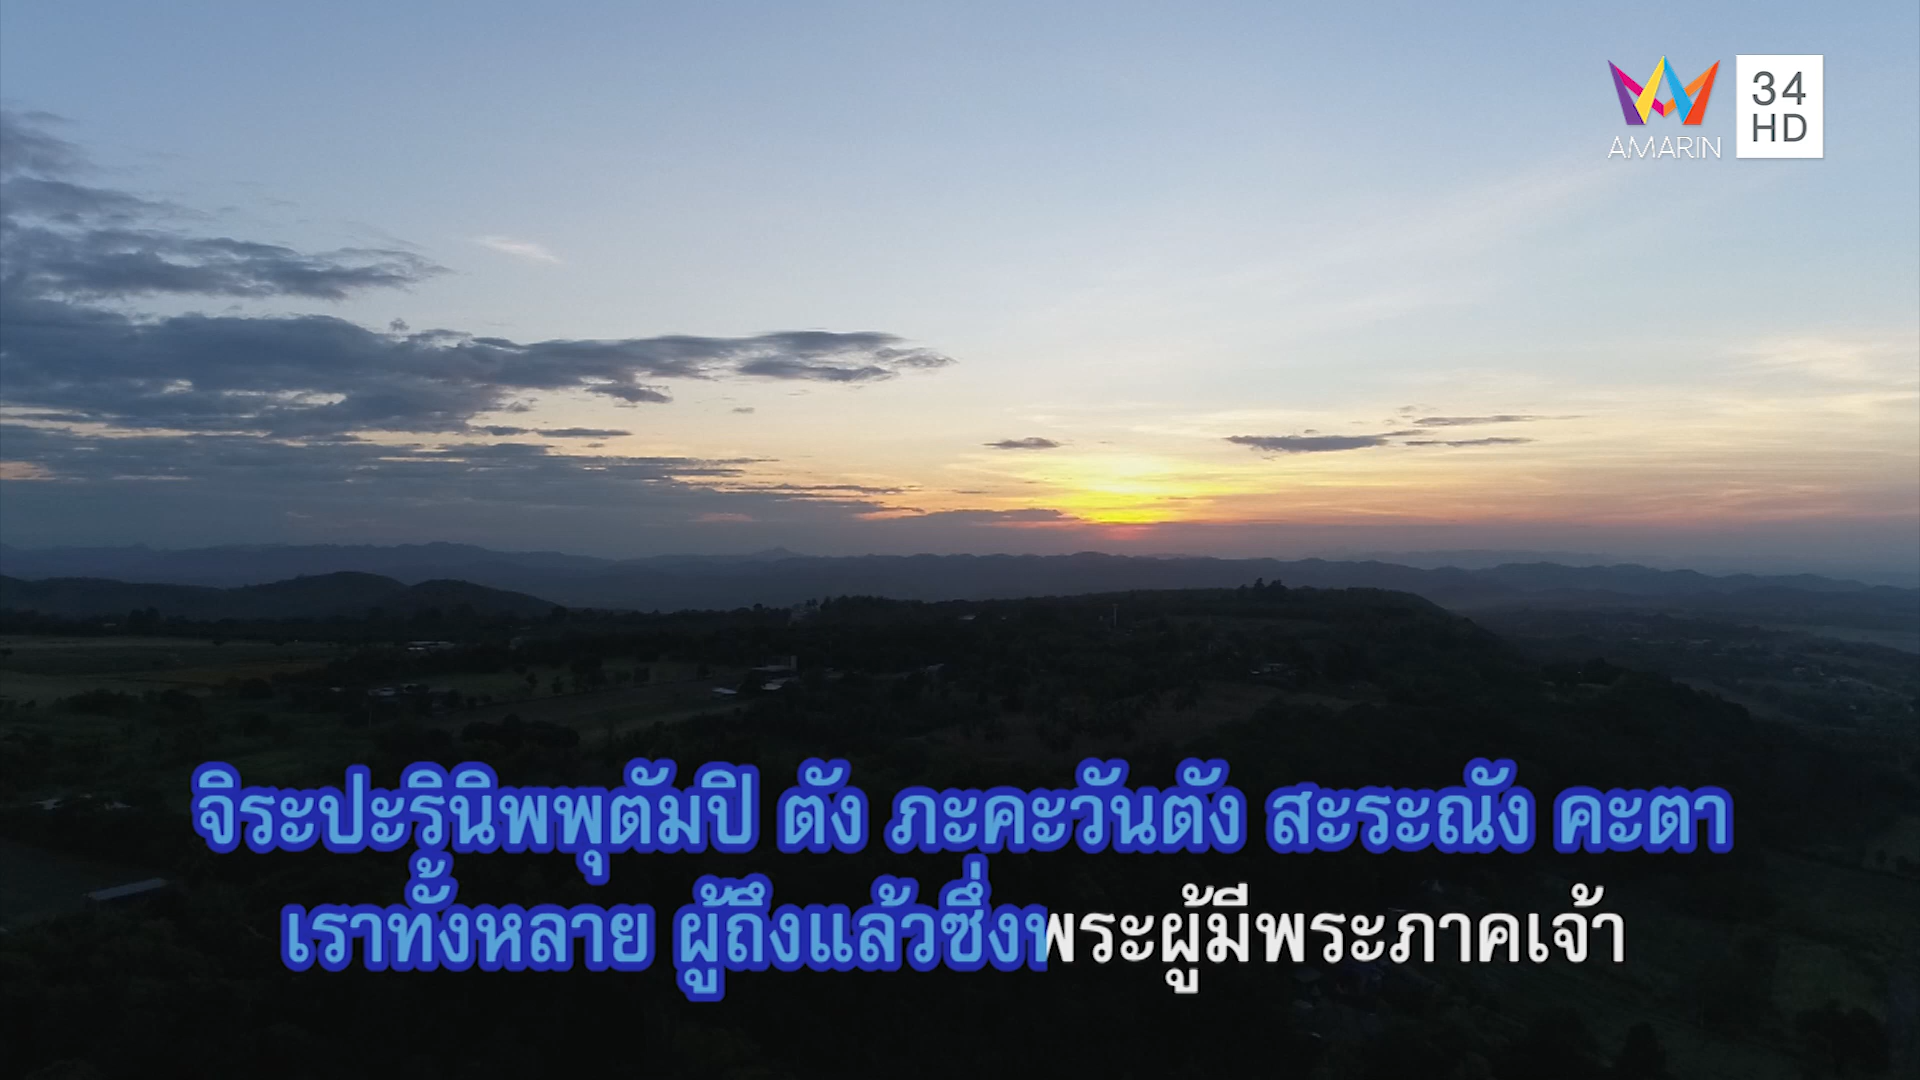 AMARIN
34
HD
จิระปะรินิพพุตัมปิ ตัง ภะคะวันตัง สะระณัง คะตา
เราทั้งหลาย ผู้ถึงแล้วซึ่งพระผู้มีพระภาคเจ้า